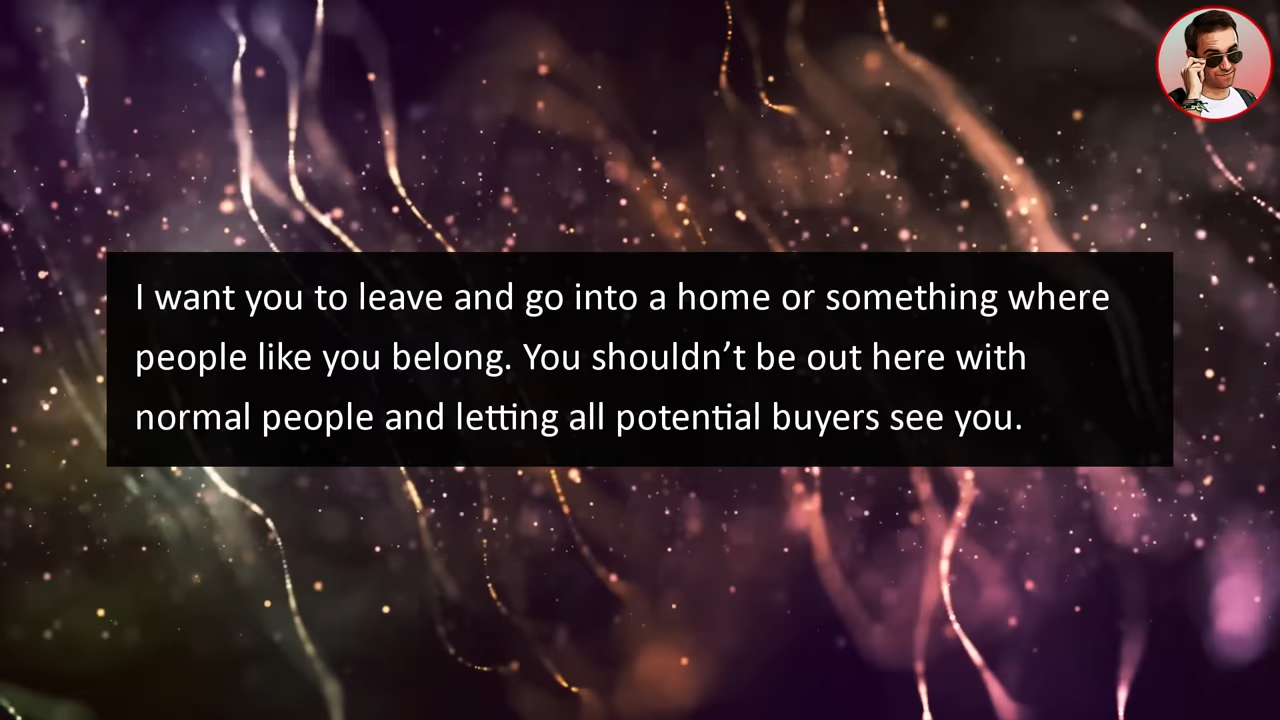 I want you to leave and go into a home or something where
people like you belong. You shouldn’t be out here with
normal people and letting all potential buyers see you.